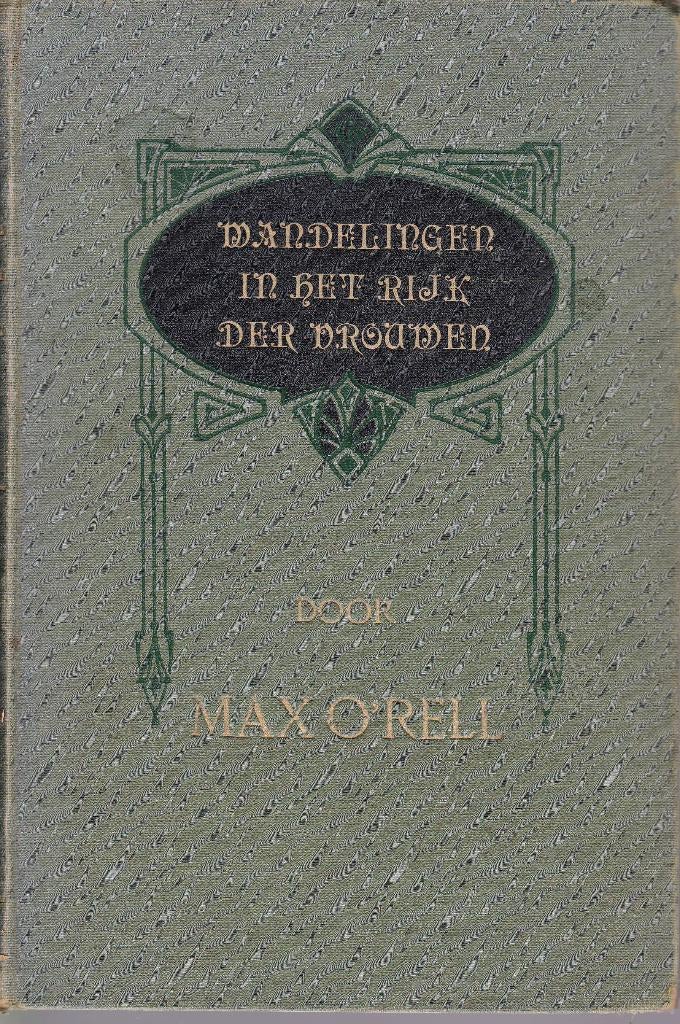 WANDELINGEN
IN HET RIJK
DER VROUWEN
DOOR
MAX O'RELL